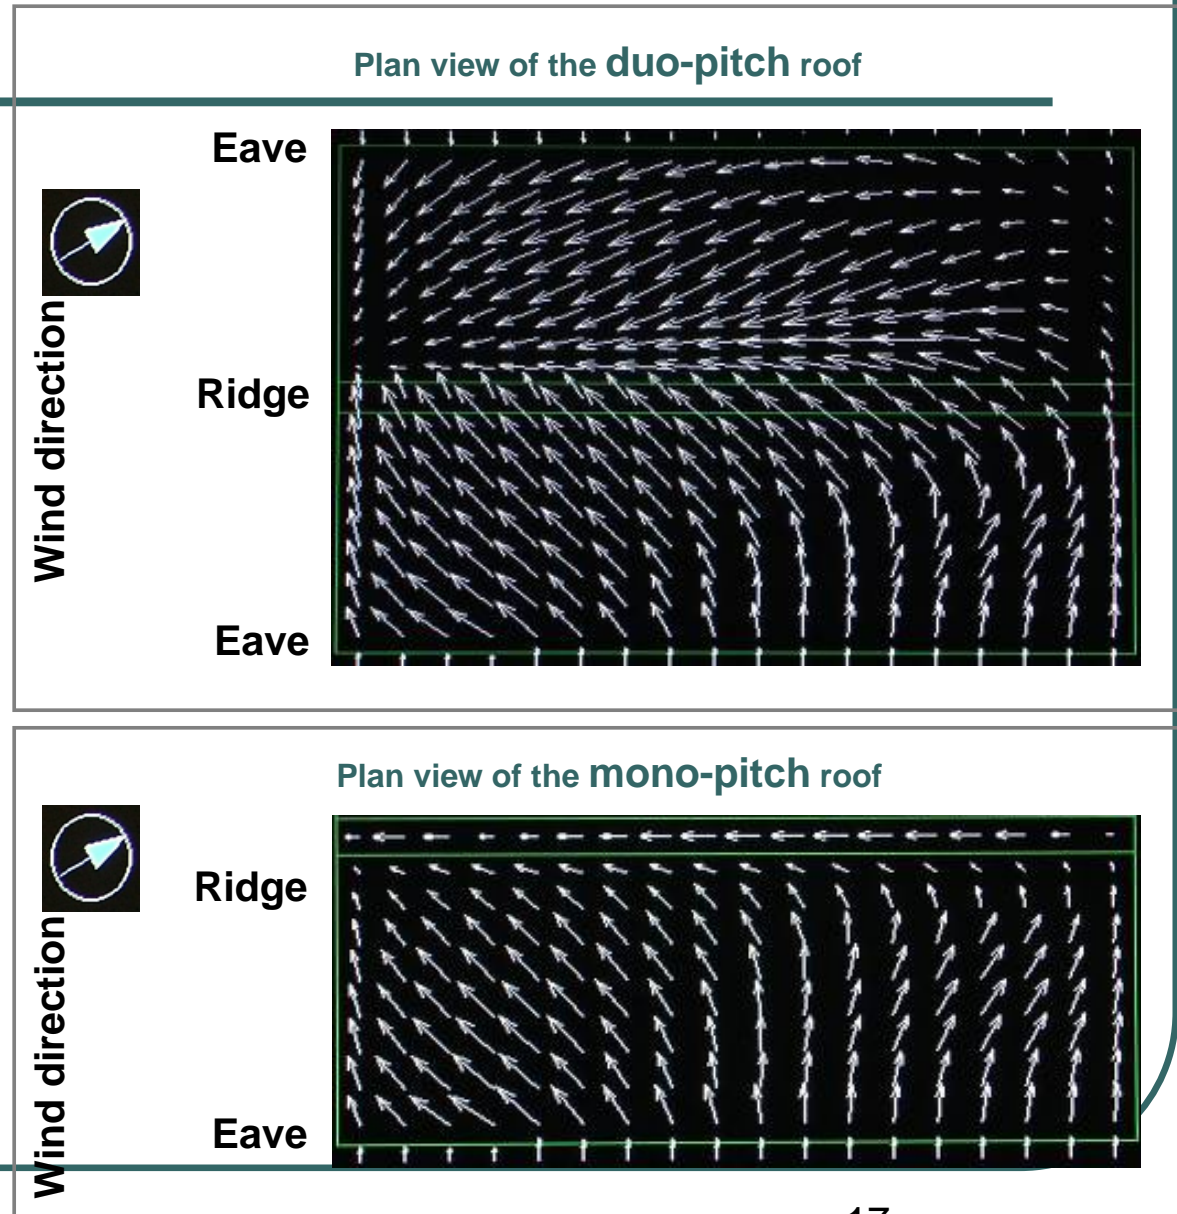 Plan view of the duo-pitch roof
Eave
Wind direction
Ridge
Eave
Plan view of the mono-pitch roof
Wind direction
Ridge
Eave
17